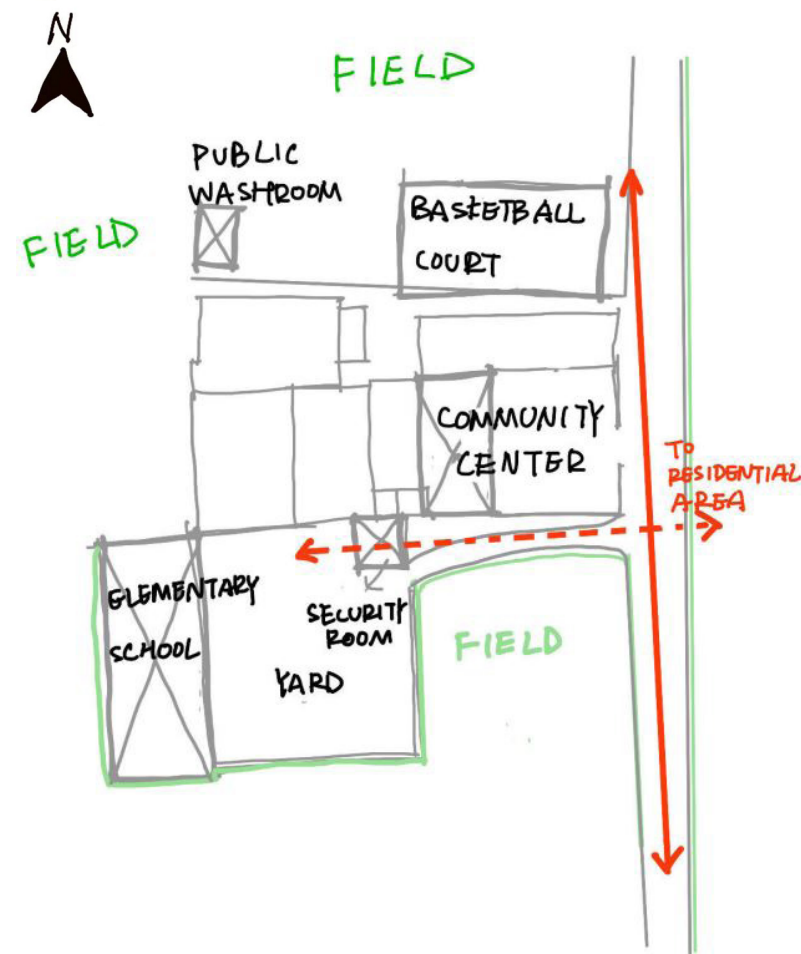 N
FIELD
PUBLIC
WASHROOM
BASKETBALL
COURT
FIELD
COMMUNITY
CENTER
TO
RESIDENTIAL
AREA
ELEMENTARY
SCHOOL
SECURITY
ROOM
FIELD
YARD